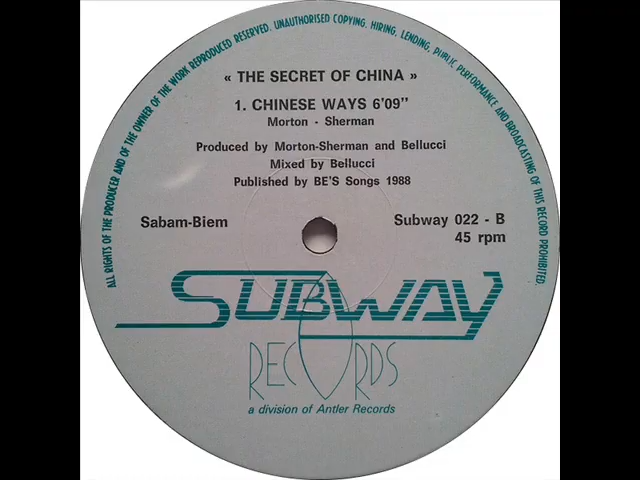 ALL RIGHTS OF THE PRODUCER AND OF THE OWNER OF THE WORK REPRODUCED RESERVED. UNAUTHORISED COPYING, HIRING, LENDING, PUBLIC PERFORMANCE AND BROADCASTING OF THIS RECORD PROHIBITED.
« THE SECRET OF CHINA »
1. CHINESE WAYS 6'09"
Morton - Sherman
Produced by Morton-Sherman and Bellucci
Mixed by Bellucci
Published by BE'S Songs 1988
Sabam-Biem
Subway 022 - B
45 rpm
SUBWAY
RECORDS
a division of Antler Records